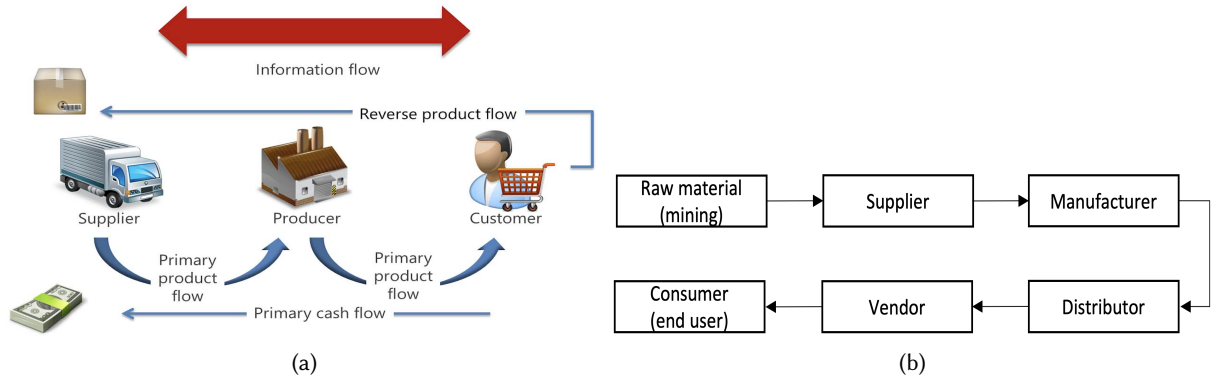 Information flow
Reverse product flow
Supplier
Producer
Customer
Primary
product
flow
Primary
product
flow
Primary cash flow
(a)
Raw material
(mining)
Supplier
Manufacturer
Consumer
(end user)
Vendor
Distributor
(b)